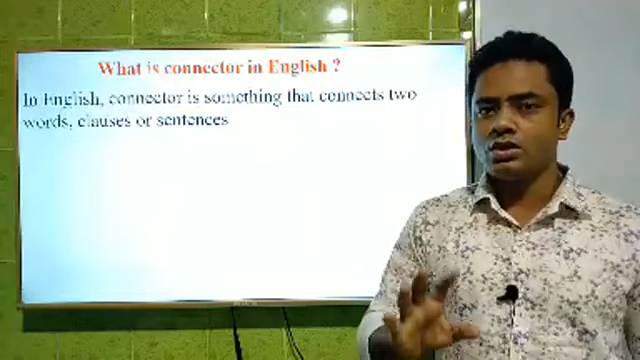 What is connector in English ?
In English, connector is something that connects two
words, clauses or sentences